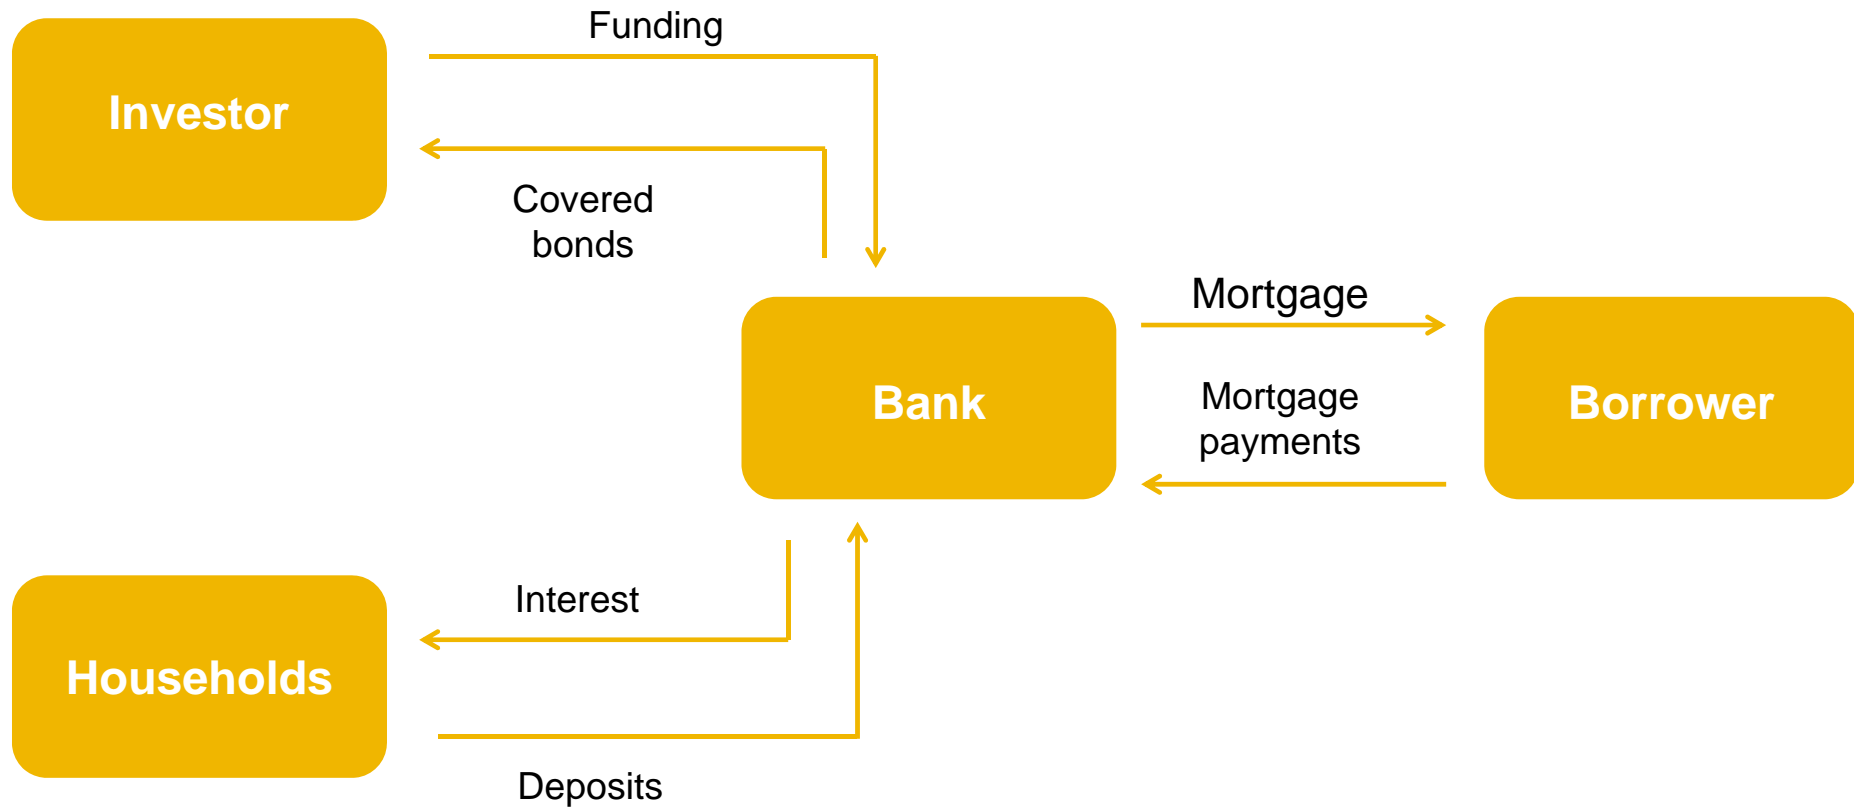 Funding
Investor
Covered
bonds
Mortgage
Bank
Mortgage
payments
Borrower
Interest
Households
Deposits